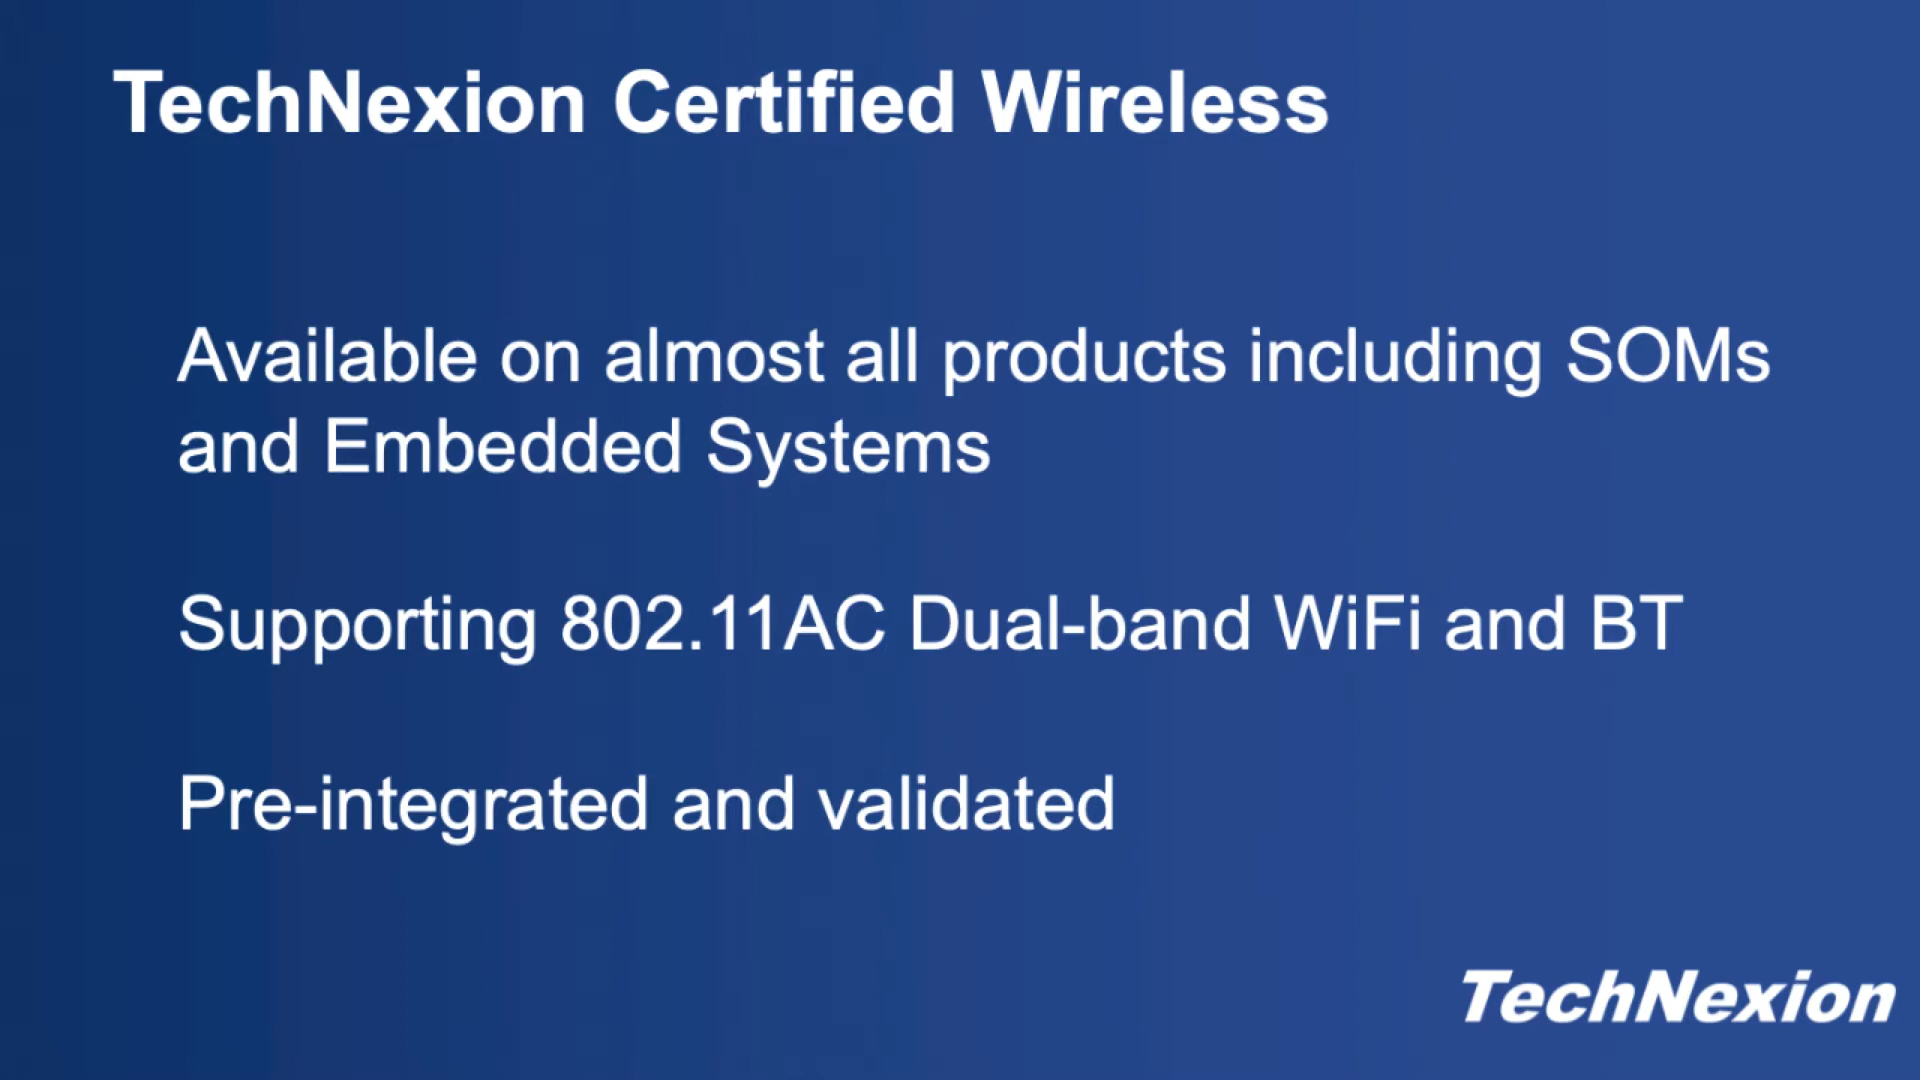 TechNexion Certified Wireless
Available on almost all products including SOMs
and Embedded Systems
Supporting 802.11AC Dual-band WiFi and BT
Pre-integrated and validated
TechNexion